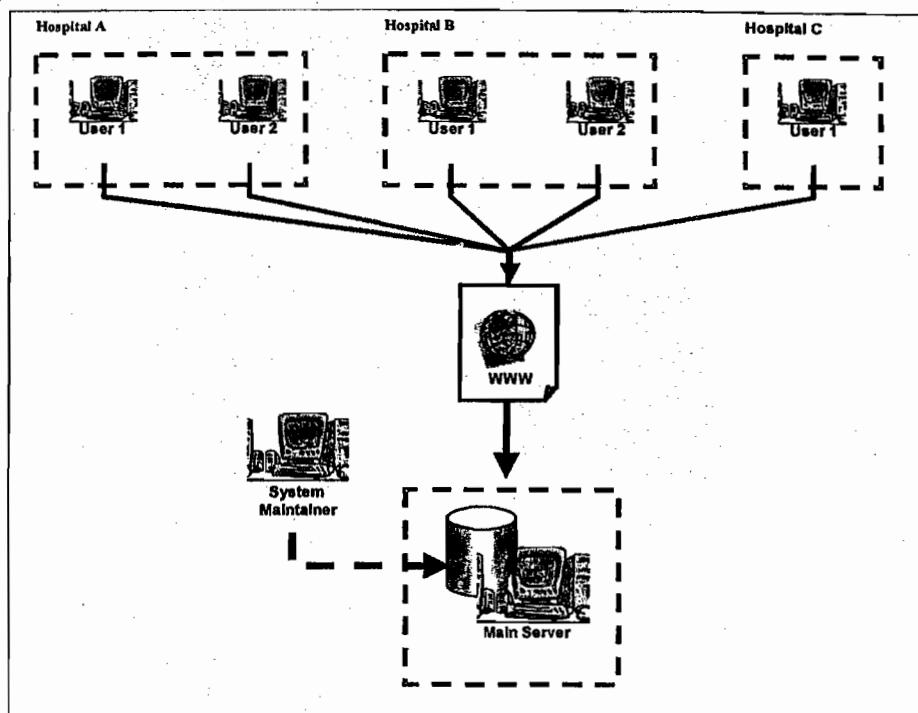 Hospital A
Hospital B
Hospital C
User 1
User 2
User 1
User 2
User 1
WWW
System
Maintainer
Main Server